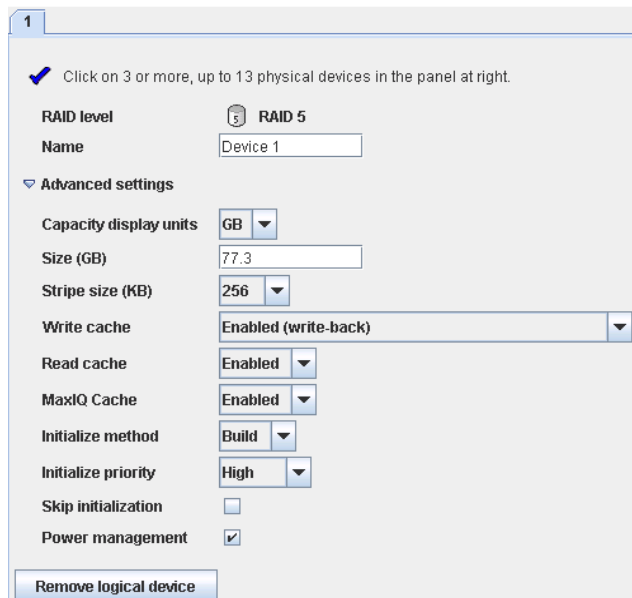 1
Click on 3 or more, up to 13 physical devices in the panel at right.
RAID level 5 RAID 5
Name Device 1
Advanced settings
Capacity display units GB
Size (GB) 77.3
Stripe size (KB) 256
Write cache Enabled (write-back)
Read cache Enabled
MaxIQ Cache Enabled
Initialize method Build
Initialize priority High
Skip initialization
Power management
Remove logical device